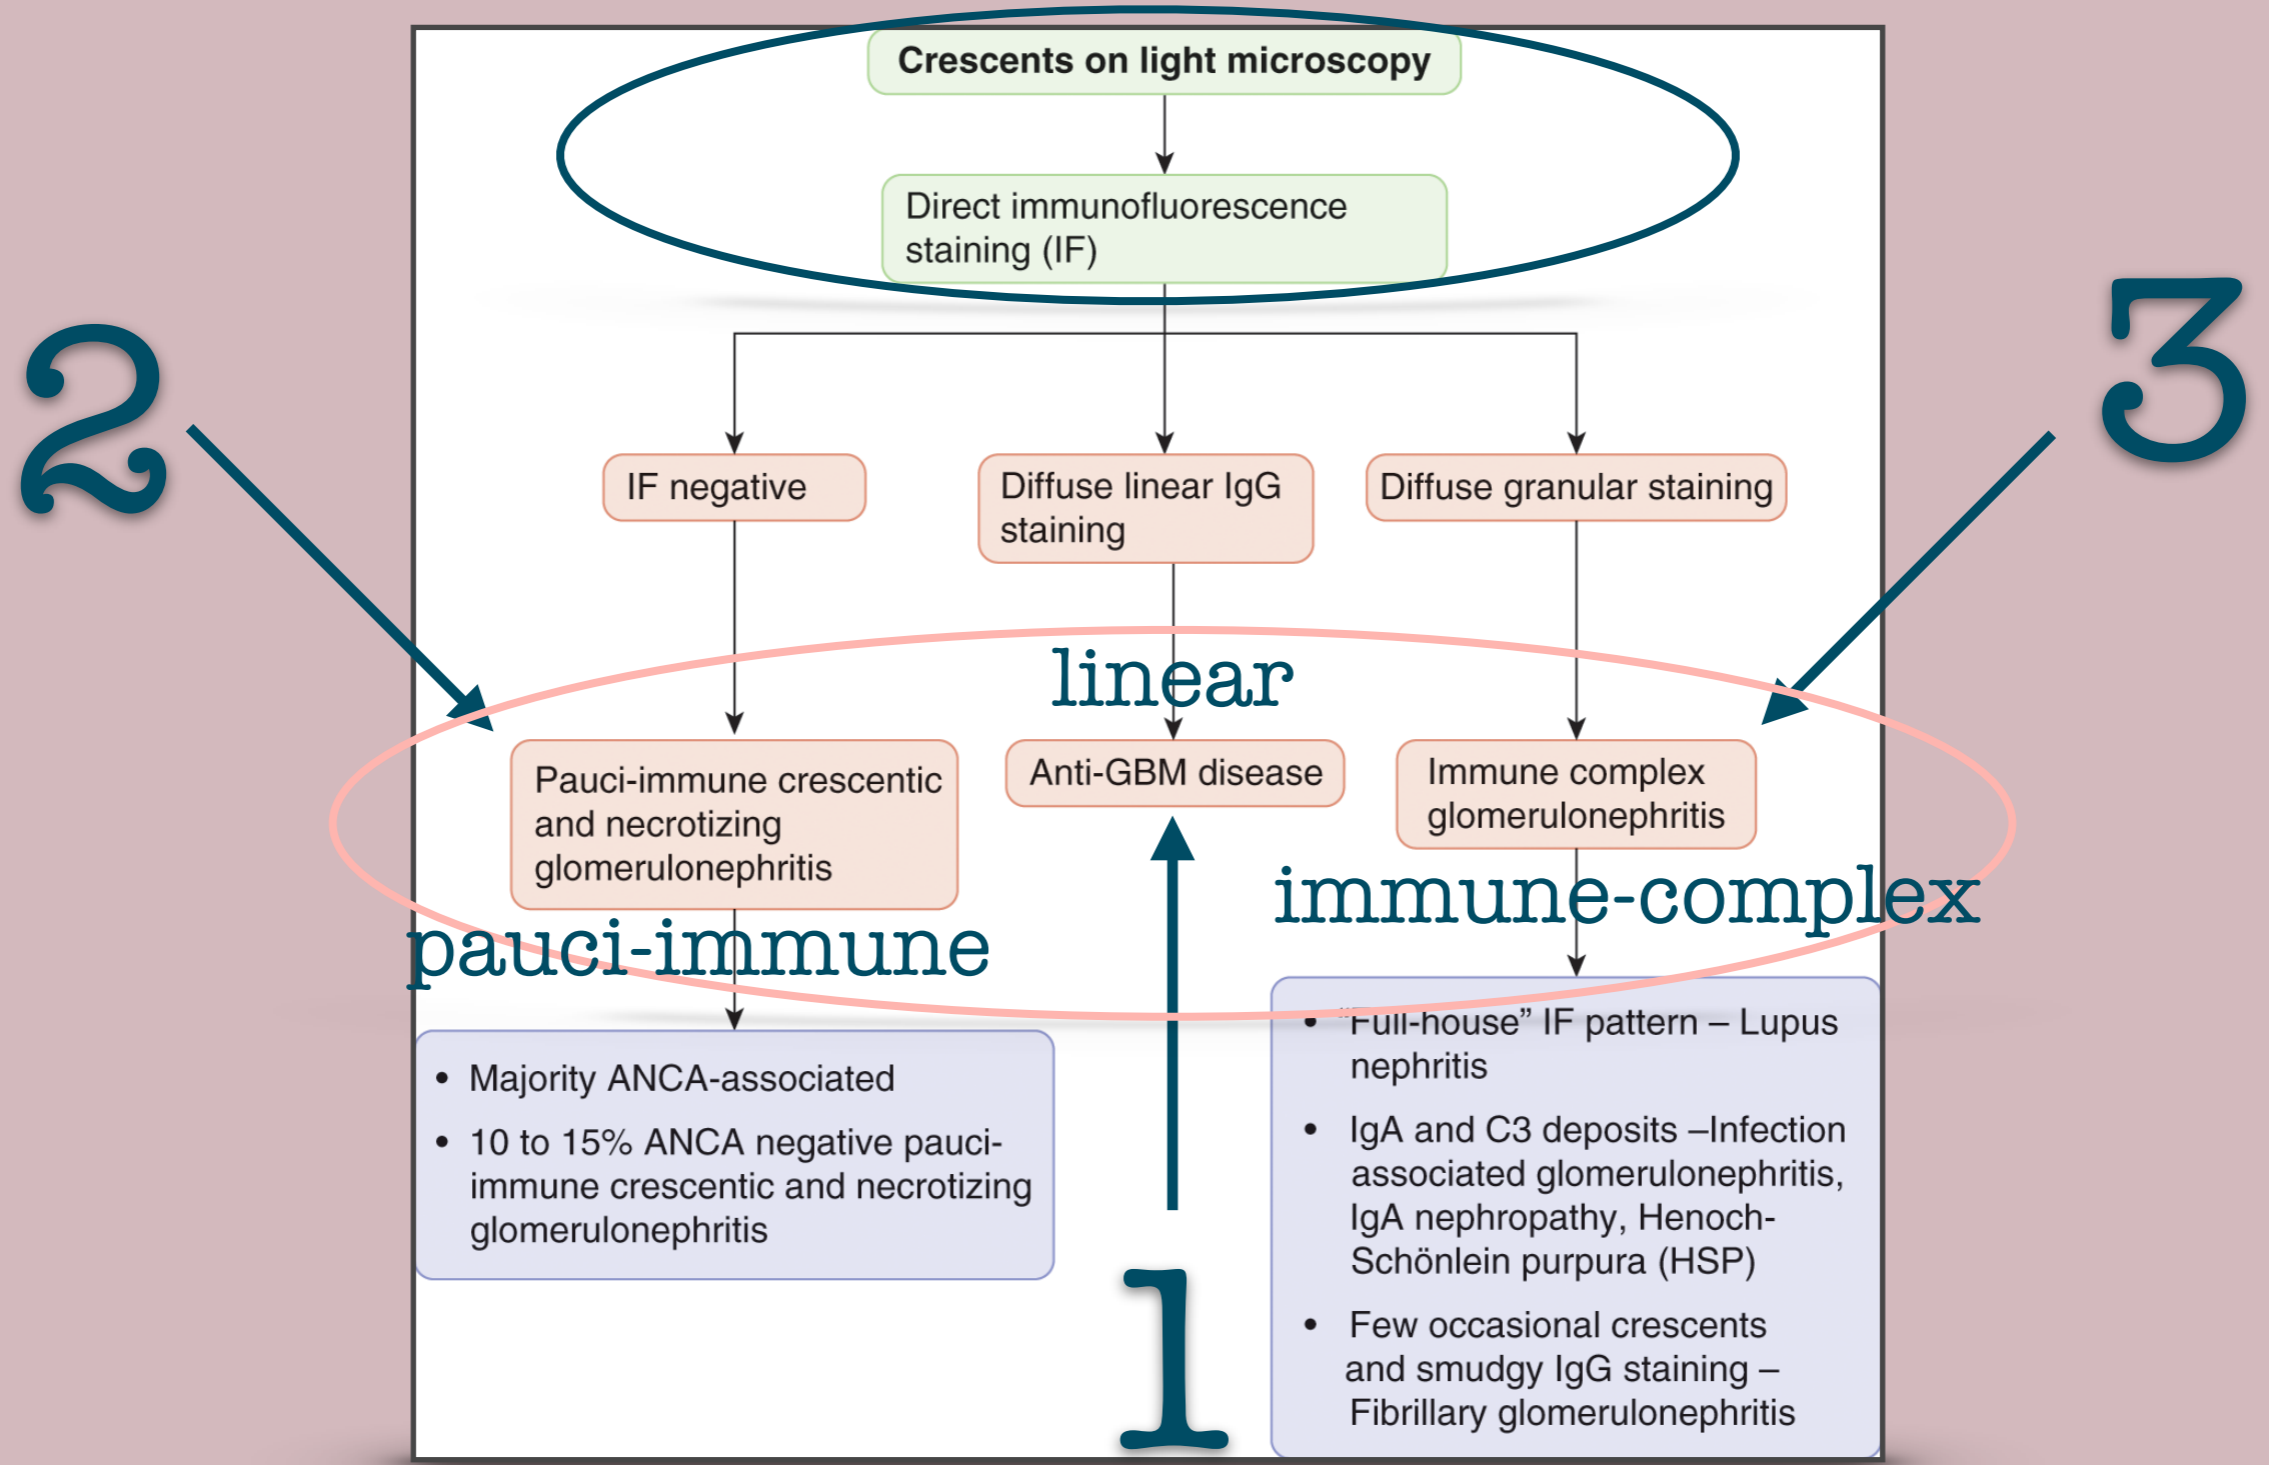 Crescents on light microscopy
Direct immunofluorescence
staining (IF)
2
3
IF negative
Diffuse linear IgG
staining
Diffuse granular staining
linear
Pauci-immune crescentic
and necrotizing
glomerulonephritis
Anti-GBM disease
Immune complex
glomerulonephritis
pauci-immune
immune-complex
• Majority ANCA-associated
• 10 to 15% ANCA negative pauci-
immune crescentic and necrotizing
glomerulonephritis
1
• “Full-house” IF pattern – Lupus
nephritis
• IgA and C3 deposits –Infection
associated glomerulonephritis,
IgA nephropathy, Henoch-
Schönlein purpura (HSP)
• Few occasional crescents
and smudgy IgG staining –
Fibrillary glomerulonephritis